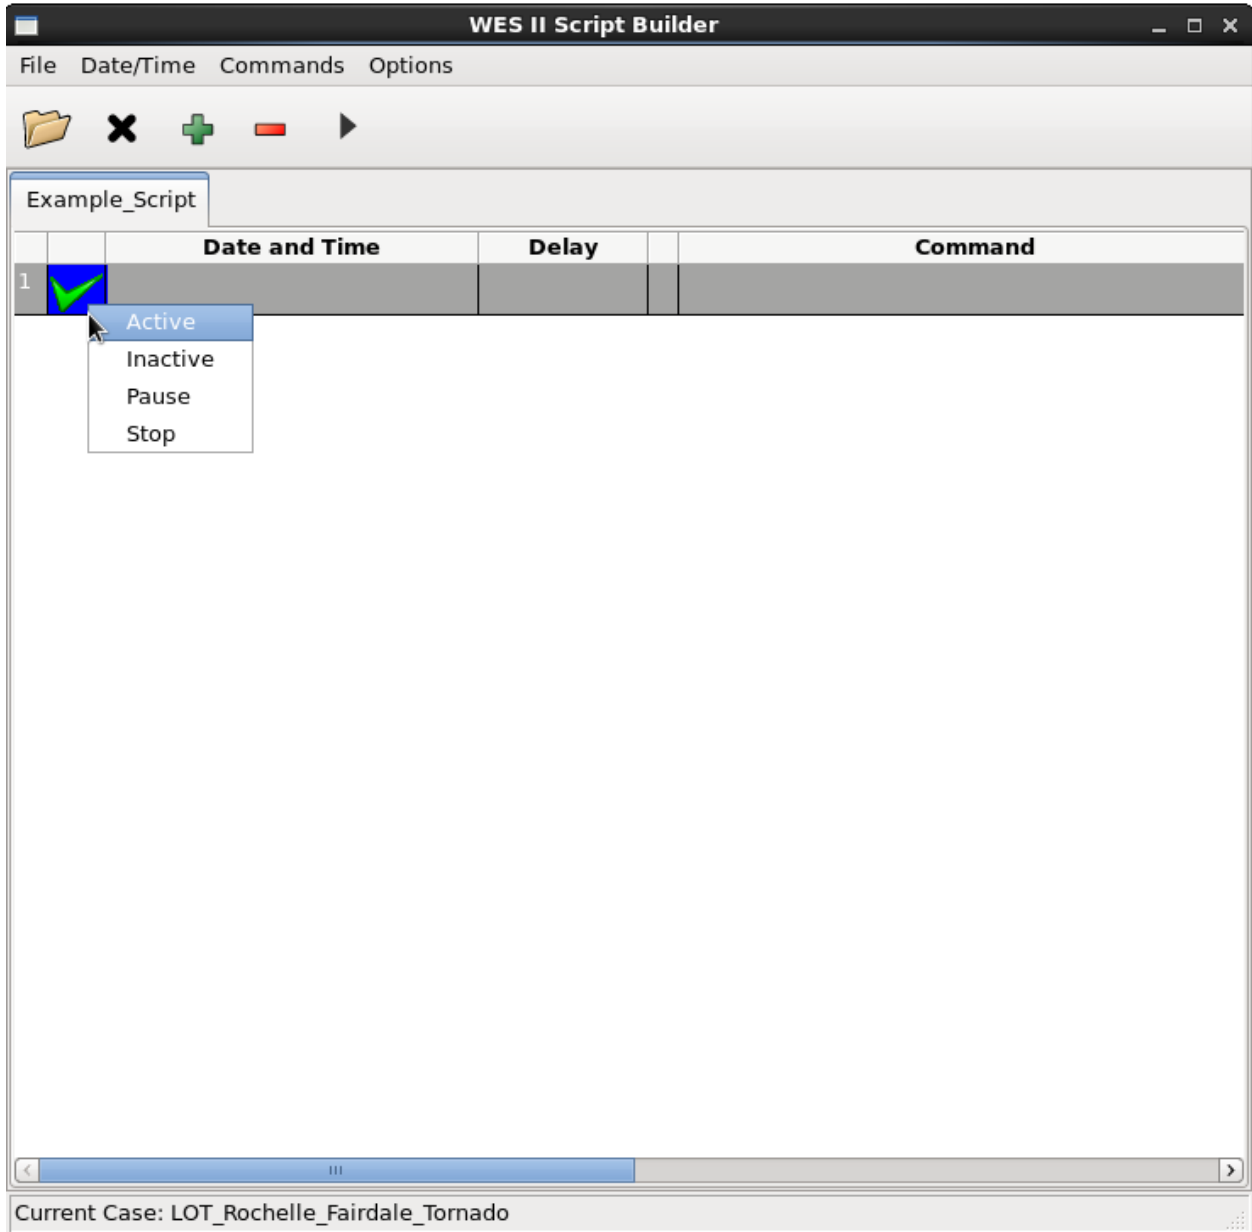 WES II Script Builder
File Date/Time Commands Options
Example_Script
Date and Time Delay Command
1
Active
Inactive
Pause
Stop
Current Case: LOT_Rochelle_Fairdale_Tornado